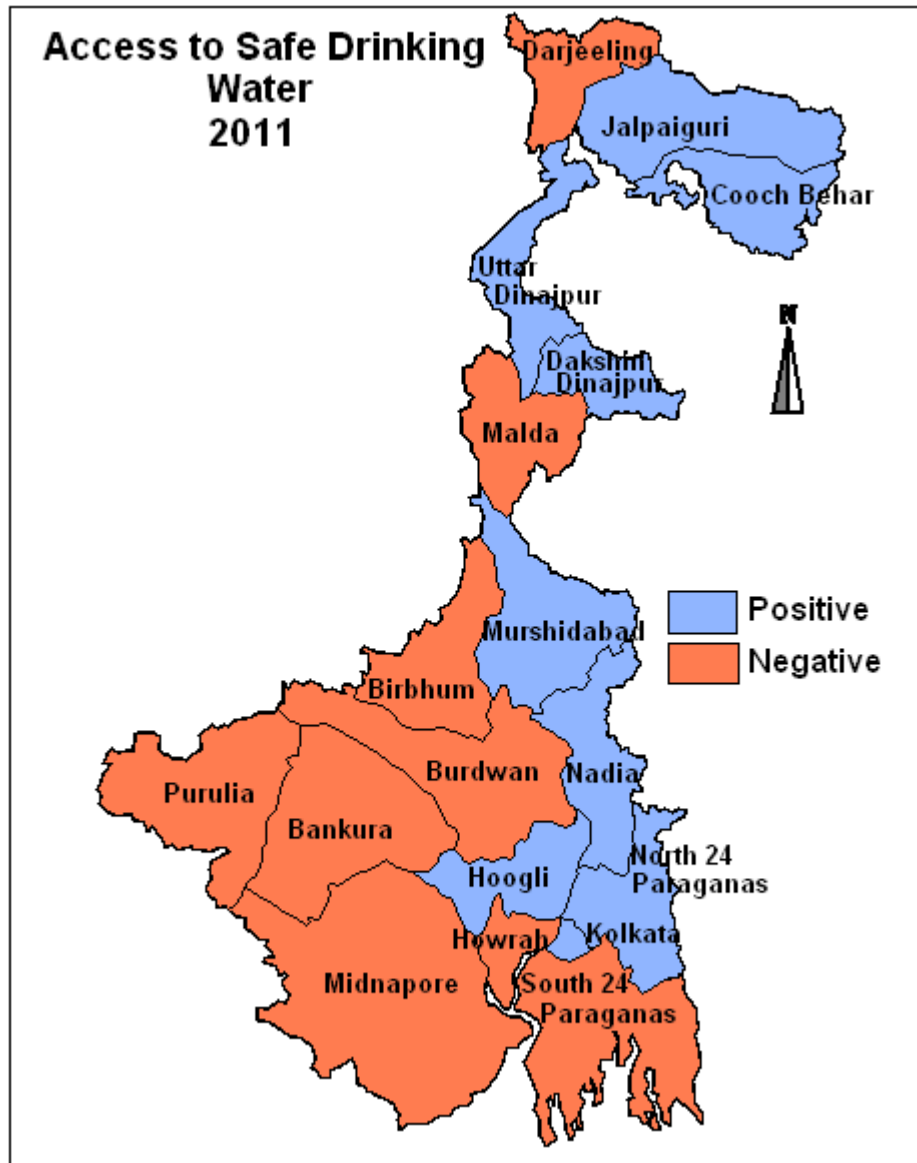 Access to Safe Drinking
Water
2011
Darjeeling
Jalpaiguri
Cooch Behar
Uttar
Dinajpur
N
Dakshin
Dinajpur
Malda
Positive
Murshidabad
Negative
Birbhum
Burdwan
Nadia
Purulia
Bankura
North 24
Paraganas
Hoogli
Kolkata
Howrah
Midnapore
South 24
Paraganas